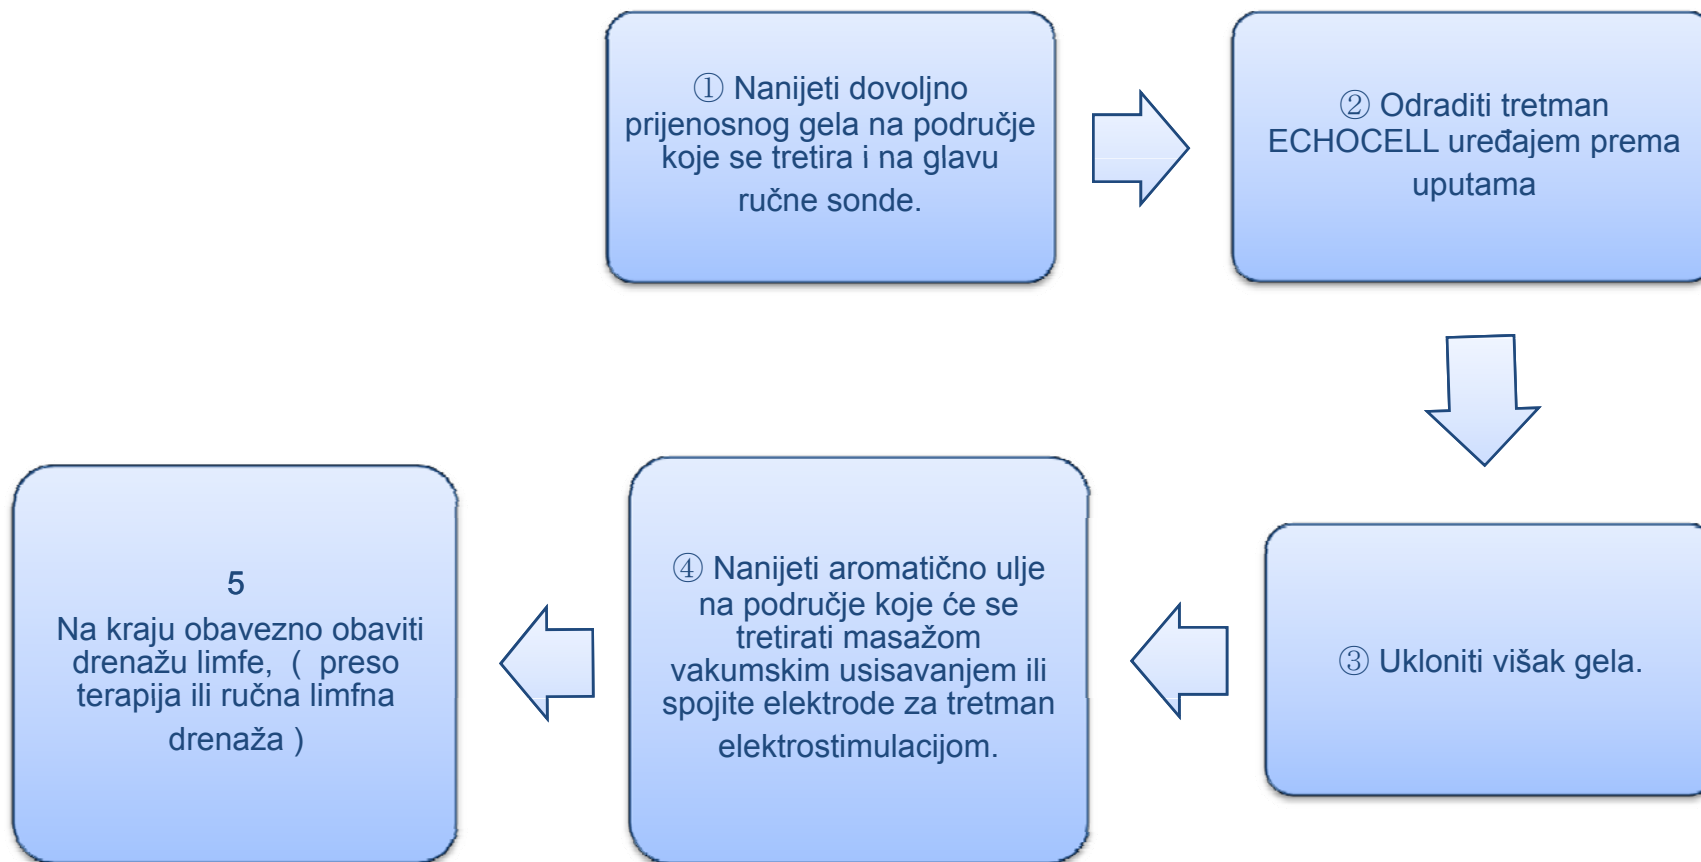 ① Nanijeti dovoljno
prijenosnog gela na područje
koje se tretira i na glavu
ručne sonde.
② Odraditi tretman
ECHOCELL uređajem prema
uputama
③ Ukloniti višak gela.
④ Nanijeti aromatično ulje
na područje koje će se
tretirati masažom
vakumskim usisavanjem ili
spojite elektrode za tretman
elektrostimulacijom.
5
Na kraju obavezno obaviti
drenažu limfe, ( preso
terapija ili ručna limfna
drenaža )